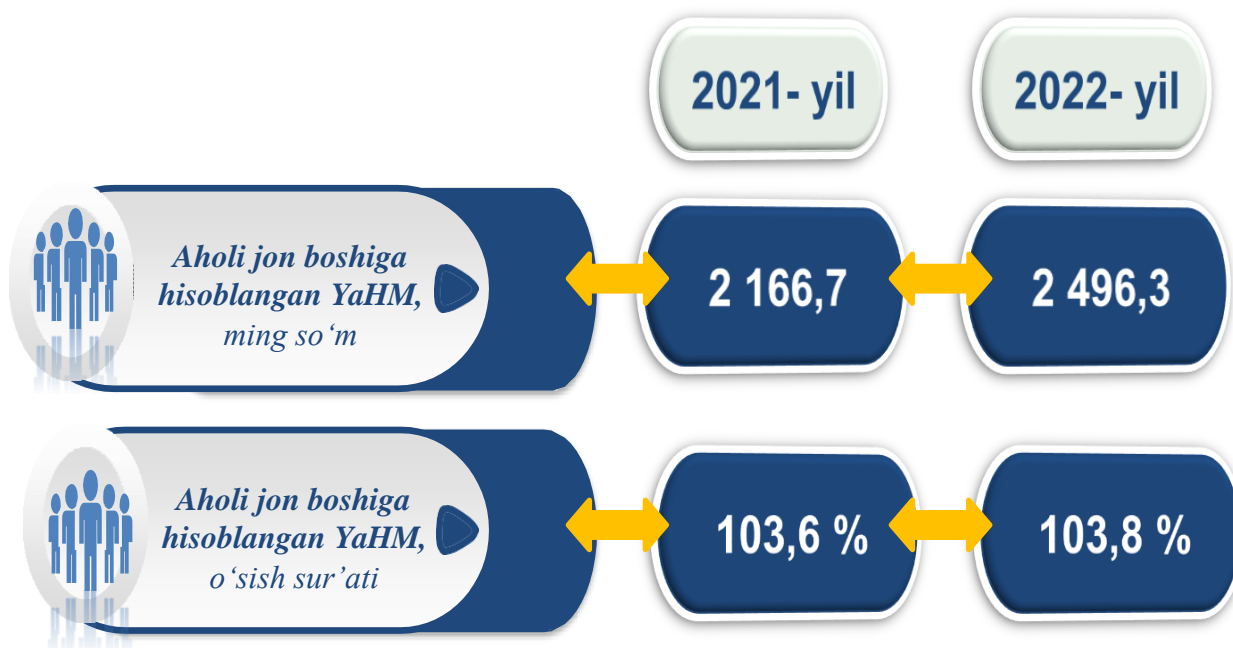 2021- yil
2022- yil
Aholi jon boshiga
hisoblangan YaHM,
ming so‘m
2 166,7
2 496,3
Aholi jon boshiga
hisoblangan YaHM,
o‘sish sur’ati
103,6 %
103,8 %